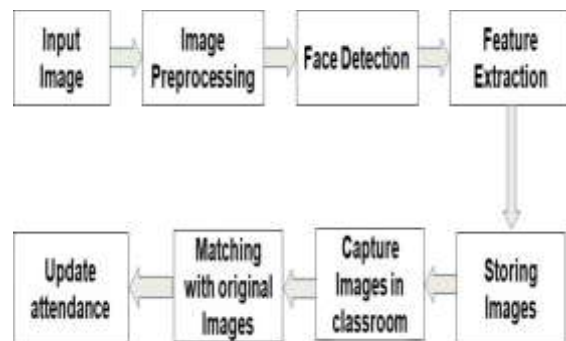 Input
Image
Image
Preprocessing
Face Detection
Feature
Extraction
Storing
Images
Capture
Images in
classroom
Matching
with original
Images
Update
attendance